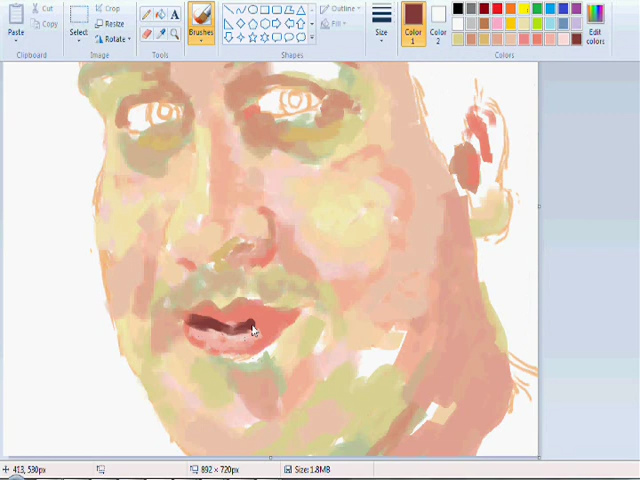 Paste
Cut
Copy
Clipboard
Select
Crop
Resize
Rotate
Image
A
Tools
Brushes
Outline
Fill
Shapes
Size
Color 1
Color 2
Edit colors
Colors
413, 530px
892 × 720px
Size: 1.8MB